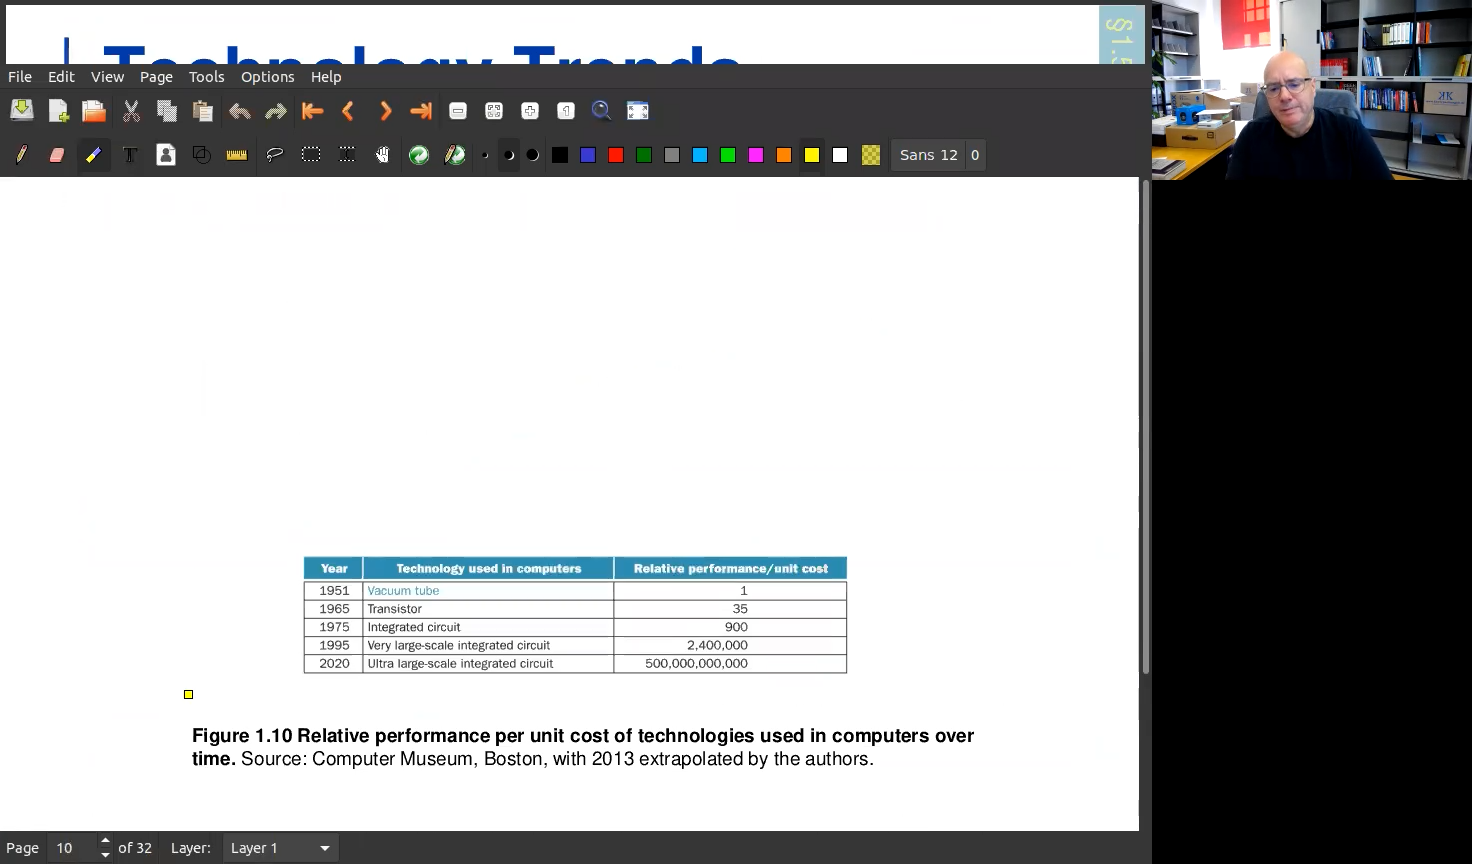 Technology Trends
§1.5
File Edit View Page Tools Options Help
Sans 12 0
Year Technology used in computers Relative performance/unit cost
1951 Vacuum tube 1
1965 Transistor 35
1975 Integrated circuit 900
1995 Very large-scale integrated circuit 2,400,000
2020 Ultra large-scale integrated circuit 500,000,000,000
Figure 1.10 Relative performance per unit cost of technologies used in computers over
time. Source: Computer Museum, Boston, with 2013 extrapolated by the authors.
Page 10 of 32 Layer: Layer 1